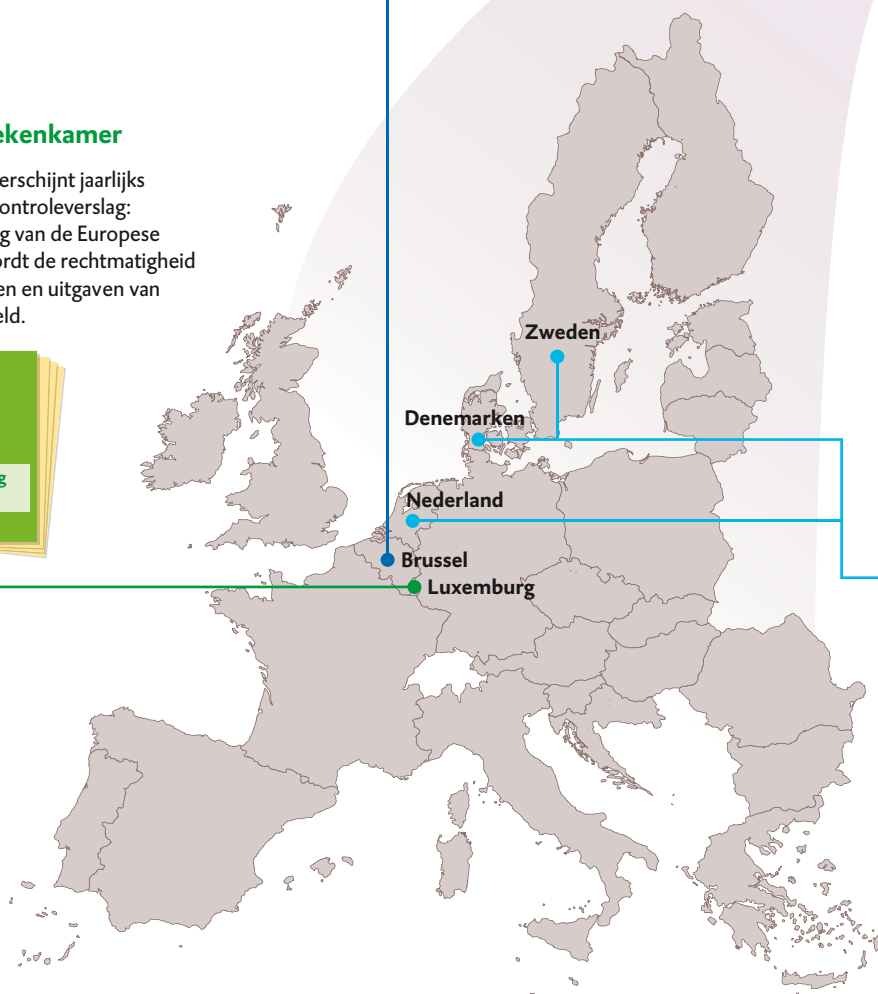 ekenkamer
erschijnt jaarlijks
ontroleverslag:
g van de Europese
ordt de rechtmatigheid
en en uitgaven van
eld.
g
Zweden
Denemarken
Nederland
Brussel
Luxemburg